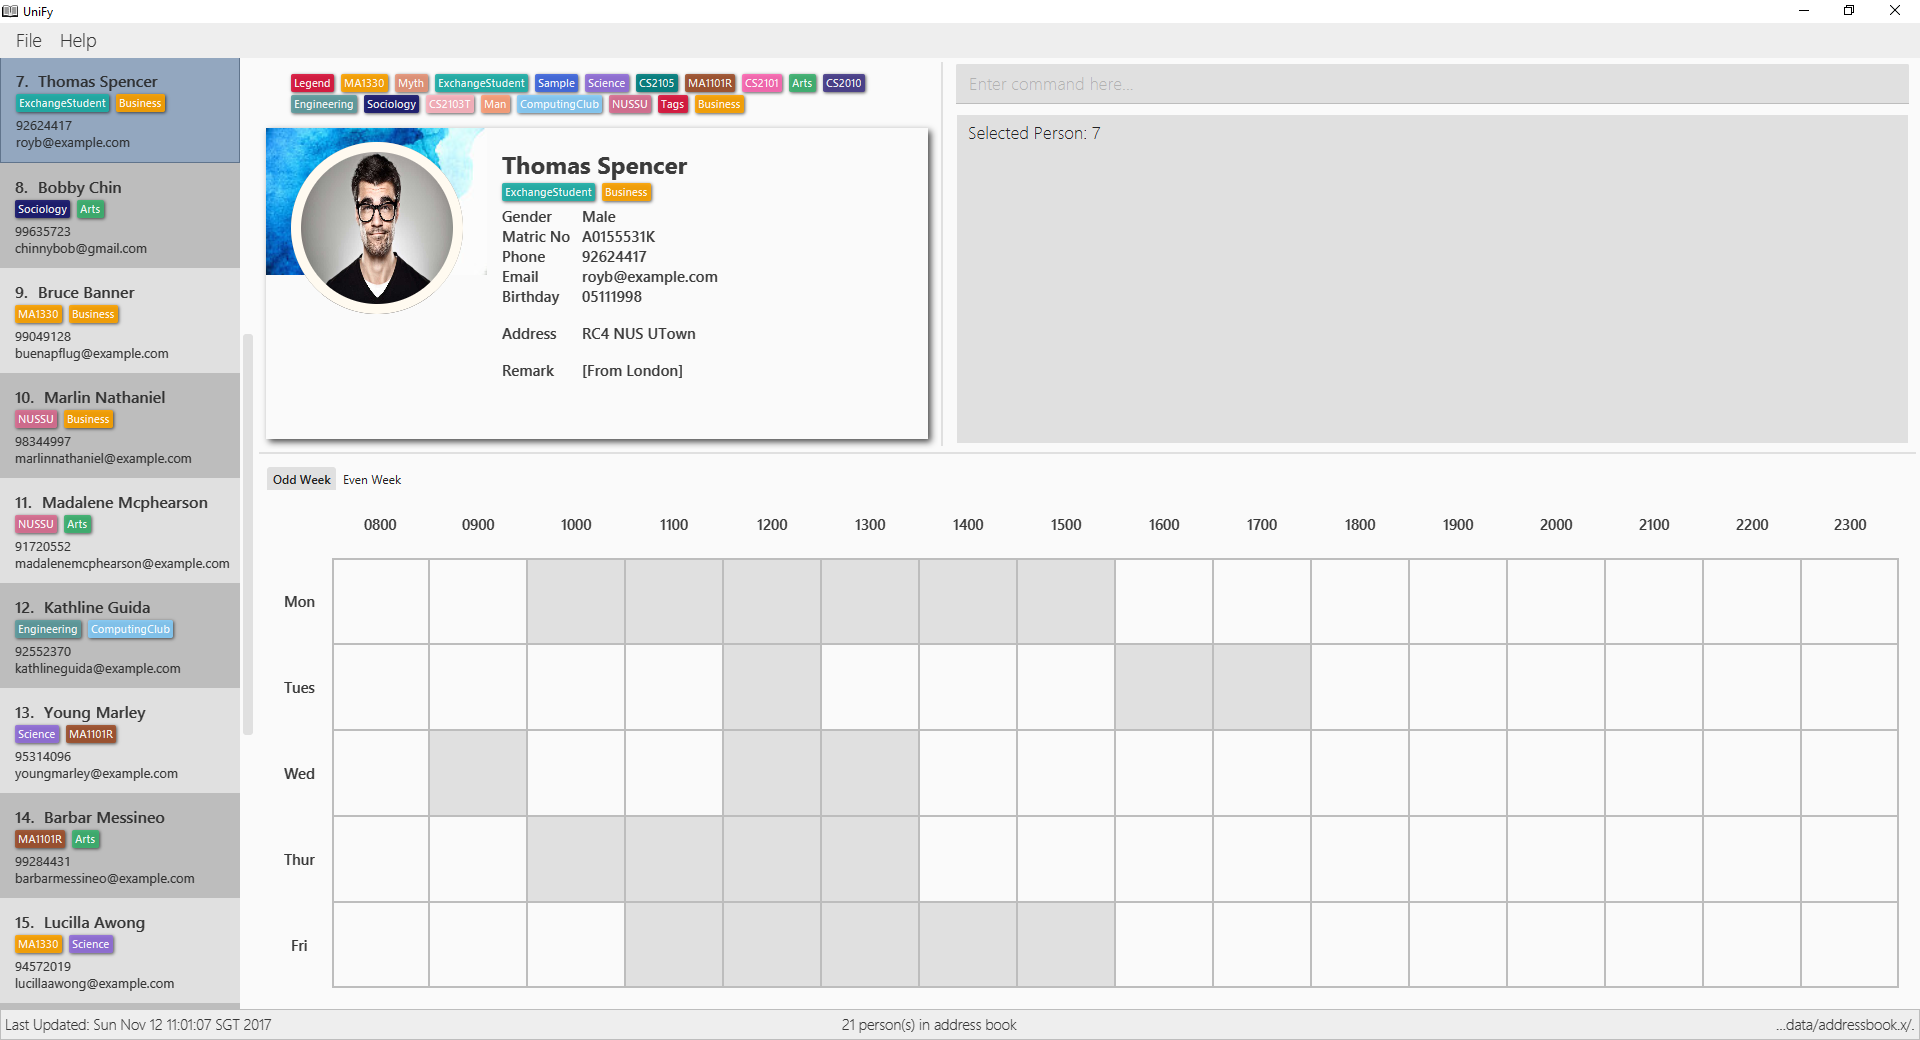 UniFy
File Help
7. Thomas Spencer
ExchangeStudent Business
92624417
royb@example.com
8. Bobby Chin
Sociology Arts
99635723
chinnybob@gmail.com
9. Bruce Banner
MA1330 Business
99049128
buenapflug@example.com
10. Marlin Nathaniel
NUSSU Business
98344997
marlinnathaniel@example.com
11. Madalene Mcphearson
NUSSU Arts
91720552
madalenemcphearson@example.com
12. Kathline Guida
Engineering ComputingClub
92552370
kathlineguida@example.com
13. Young Marley
Science MA1101R
95314096
youngmarley@example.com
14. Barbar Messineo
MA1101R Arts
99284431
barbarmessineo@example.com
15. Lucilla Awong
MA1330 Science
94572019
lucillaawong@example.com
Legend MA1330 Myth ExchangeStudent Sample Science CS2105 MA1101R CS2101 Arts CS2010
Engineering Sociology CS2103T Man ComputingClub NUSSU Tags Business
Thomas Spencer
ExchangeStudent Business
Gender Male
Matric No A0155531K
Phone 92624417
Email royb@example.com
Birthday 05111998
Address RC4 NUS UTown
Remark [From London]
Enter command here...
Selected Person: 7
Odd Week Even Week
0800 0900 1000 1100 1200 1300 1400 1500 1600 1700 1800 1900 2000 2100 2200 2300
Mon
Tues
Wed
Thur
Fri
Last Updated: Sun Nov 12 11:01:07 SGT 2017
21 person(s) in address book
...data/addressbook.x/.